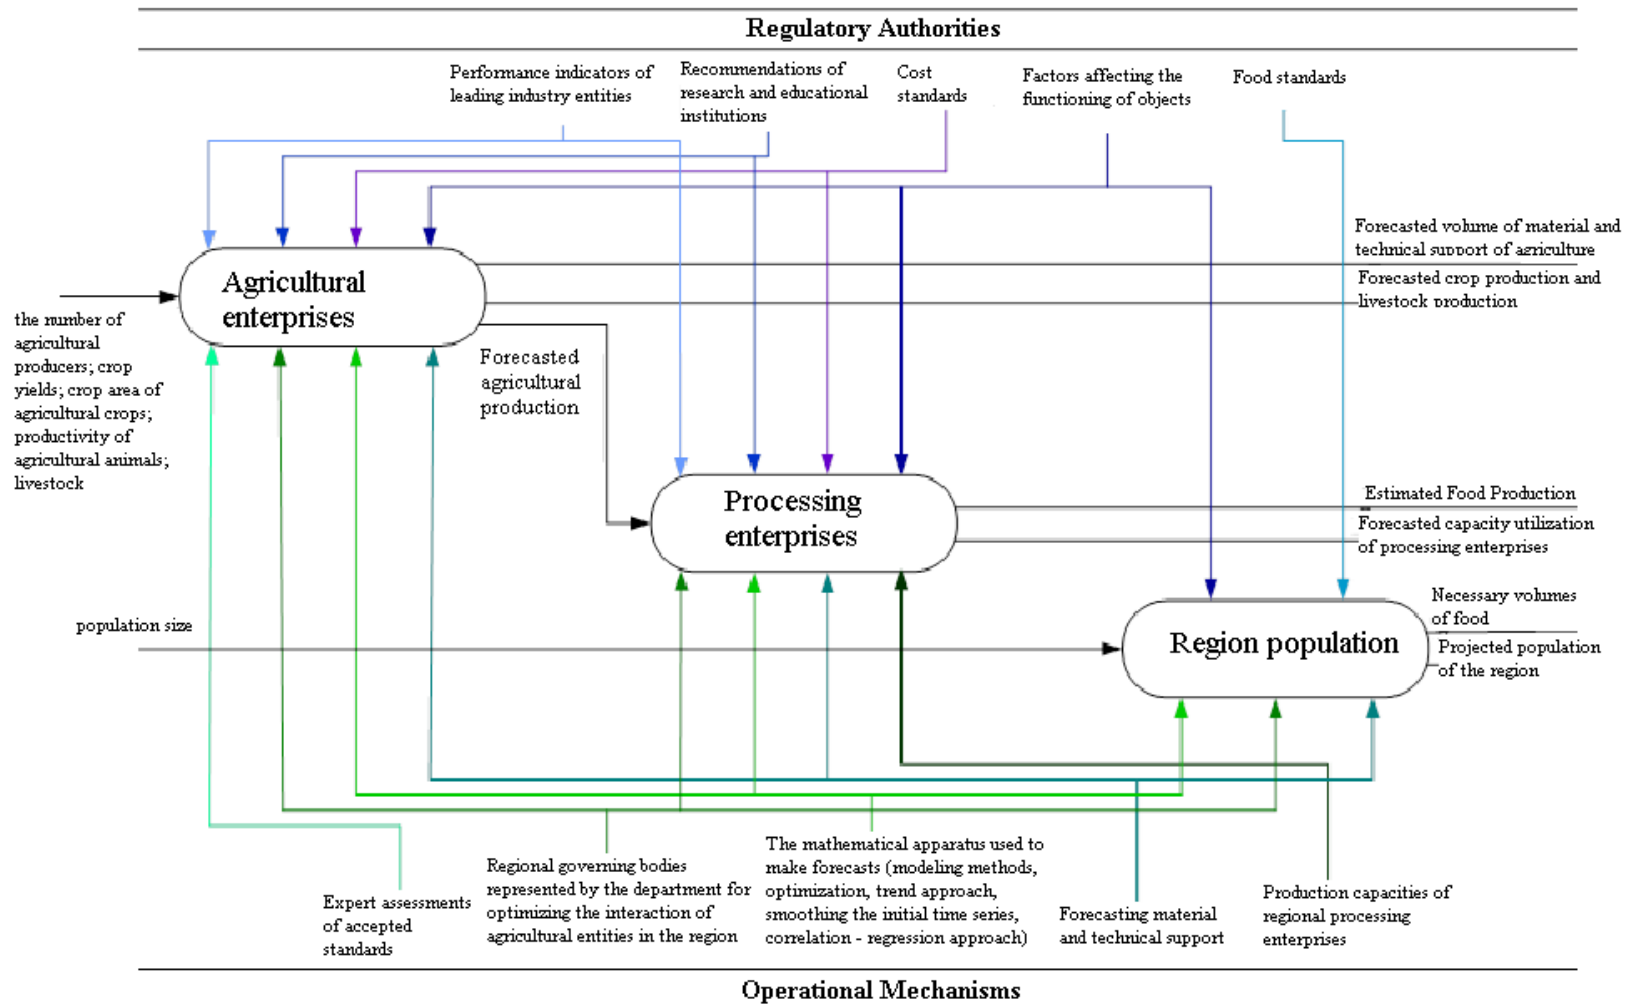 Regulatory Authorities
Performance indicators of
leading industry entities
Recommendations of
research and educational
institutions
Cost
standards
Factors affecting the
functioning of objects
Food standards
Forecasted volume of material and
technical support of agriculture
Forecasted crop production and
livestock production
Agricultural
enterprises
the number of
agricultural
producers; crop
yields; crop area of
agricultural crops;
productivity of
agricultural animals;
livestock
Forecasted
agricultural
production
Processing
enterprises
Estimated Food Production
Forecasted capacity utilization
of processing enterprises
population size
Region population
Necessary volumes
of food
Projected population
of the region
Expert assessments
of accepted
standards
Regional governing bodies
represented by the department for
optimizing the interaction of
agricultural entities in the region
The mathematical apparatus used to
make forecasts (modeling methods,
optimization, trend approach,
smoothing the initial time series,
correlation - regression approach)
Forecasting material
and technical support
Production capacities of
regional processing
enterprises
Operational Mechanisms